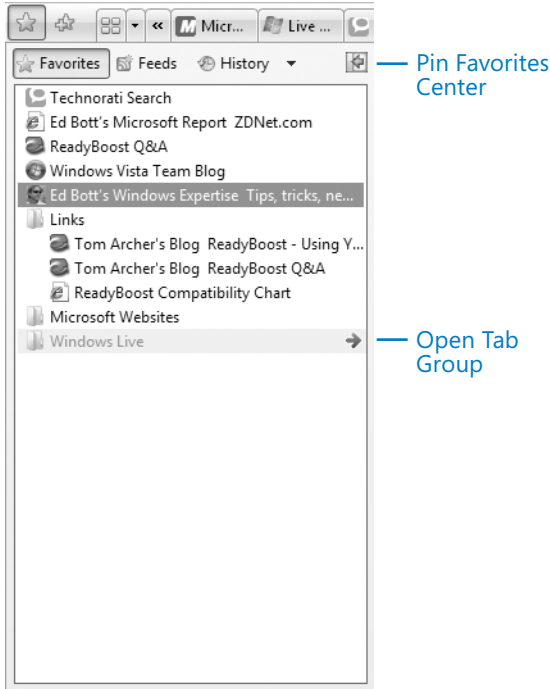 Micr...
Live ...
Favorites
Feeds
History
Pin Favorites
Center
Technorati Search
Ed Bott's Microsoft Report ZDNet.com
ReadyBoost Q&A
Windows Vista Team Blog
Ed Bott's Windows Expertise Tips, tricks, ne...
Links
Tom Archer's Blog ReadyBoost - Using Y...
Tom Archer's Blog ReadyBoost Q&A
ReadyBoost Compatibility Chart
Microsoft Websites
Windows Live
Open Tab
Group